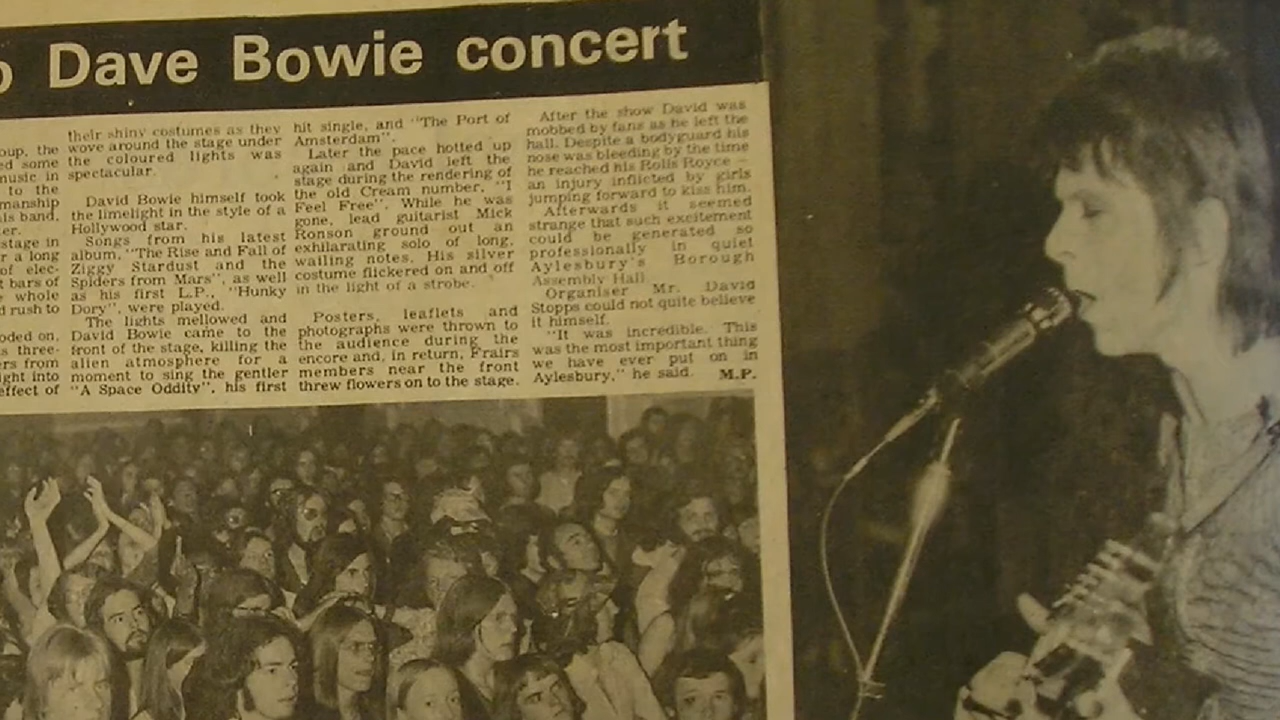 o Dave Bowie concert
oup, the
ed some
music in
to the
manship
his band,
er.
stage in
r a long
of elec-
t bars of
e whole
d rush to
oded on,
s three-
ers from
ight into
effect of
their shiny costumes as they
wove around the stage under
the coloured lights was
spectacular.
David Bowie himself took
the limelight in the style of a
Hollywood star.
Songs from his latest
album, "The Rise and Fall of
Ziggy Stardust and the
Spiders from Mars", as well
as his first L.P., "Hunky
Dory", were played.
The lights mellowed and
David Bowie came to the
front of the stage, killing the
alien atmosphere for a
moment to sing the gentler
"A Space Oddity", his first
hit single, and "The Port of
Amsterdam".
Later the pace hotted up
again and David left the
stage during the rendering of
the old Cream number, "I
Feel Free". While he was
gone, lead guitarist Mick
Ronson ground out an
exhilarating solo of long,
wailing notes. His silver
costume flickered on and off
in the light of a strobe.
Posters, leaflets and
photographs were thrown to
the audience during the
encore and, in return, Frairs
members near the front
threw flowers on to the stage.
After the show David was
mobbed by fans as he left the
hall. Despite a bodyguard his
nose was bleeding by the time
he reached his Rolls Royce —
an injury inflicted by girls
jumping forward to kiss him.
Afterwards it seemed
strange that such excitement
could be generated so
professionally in quiet
Aylesbury's Borough
Assembly Hall.
Organiser Mr. David
Stopps could not quite believe
it himself.
"It was incredible. This
was the most important thing
we have ever put on in
Aylesbury," he said. M.P.